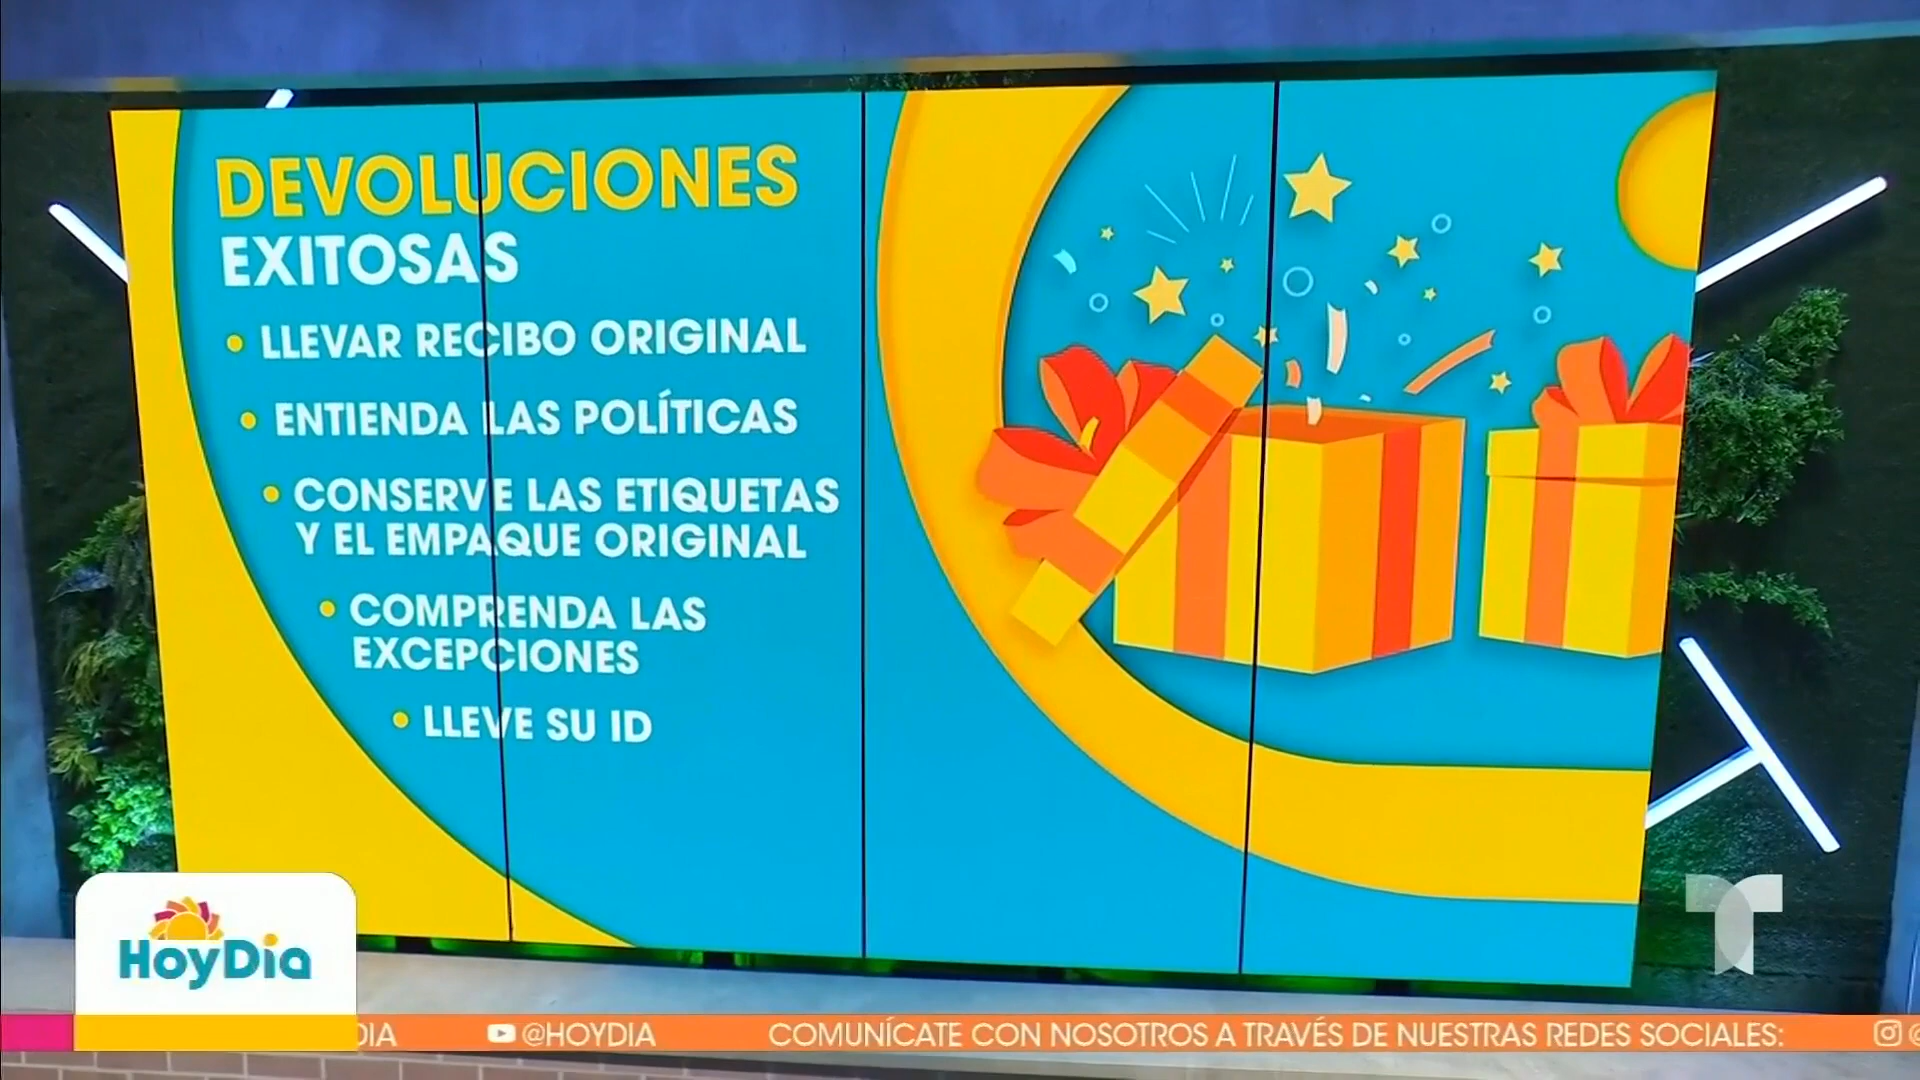 DEVOLUCIONES
EXITOSAS
• LLEVAR RECIBO ORIGINAL
• ENTIENDA LAS POLÍTICAS
• CONSERVE LAS ETIQUETAS
Y EL EMPAQUE ORIGINAL
• COMPRENDA LAS
EXCEPCIONES
• LLEVE SU ID
HoyDía
DIA @HOYDIA COMUNÍCATE CON NOSOTROS A TRAVÉS DE NUESTRAS REDES SOCIALES: @